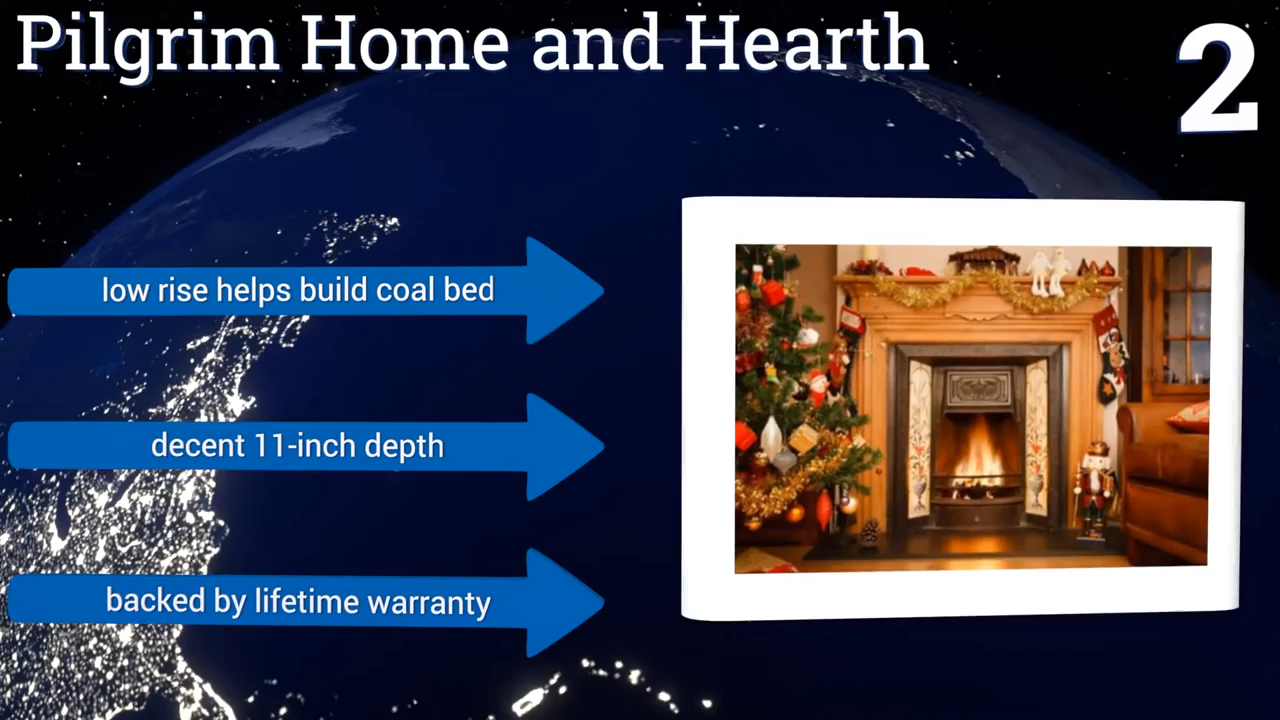 Pilgrim Home and Hearth
2
low rise helps build coal bed
decent 11-inch depth
backed by lifetime warranty